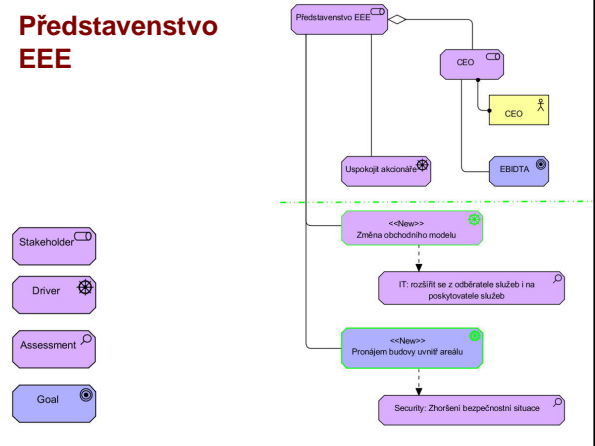 Představenstvo
EEE
Představenstvo EEE
CEO
CEO
Uspokojit akcionáře
EBIDTA
<<New>>
Změna obchodního modelu
IT: rozšířit se z odběratele služeb i na
poskytovatele služeb
<<New>>
Pronájem budovy uvnitř areálu
Security: Zhoršení bezpečnostní situace
Stakeholder
Driver
Assessment
Goal